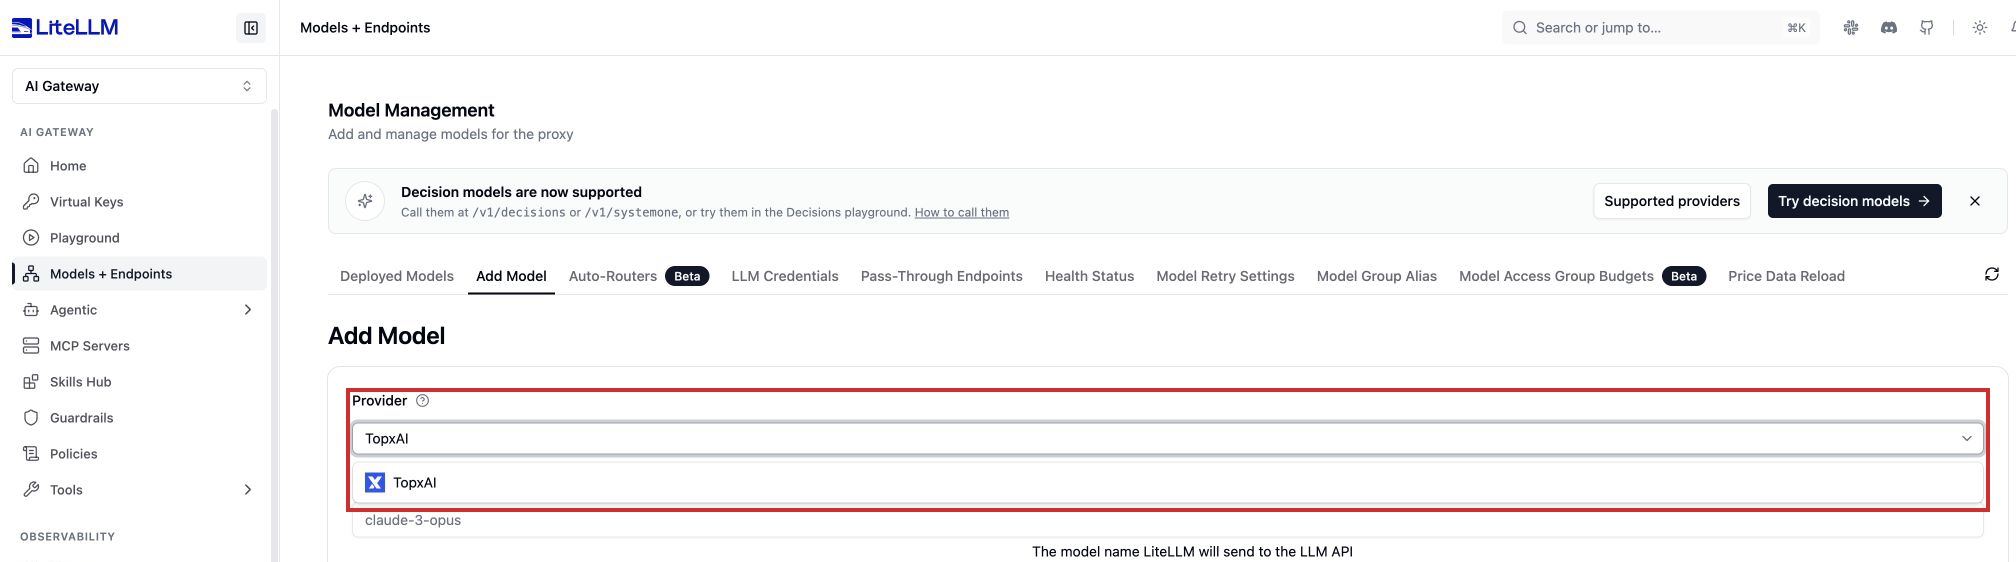 LiteLLM
Models + Endpoints
Search or jump to...
⌘K
AI Gateway
AI GATEWAY
Home
Virtual Keys
Playground
Models + Endpoints
Agentic
MCP Servers
Skills Hub
Guardrails
Policies
Tools
OBSERVABILITY
Model Management
Add and manage models for the proxy
Decision models are now supported
Call them at /v1/decisions or /v1/systemone, or try them in the Decisions playground. How to call them
Supported providers
Try decision models →
Deployed Models
Add Model
Auto-Routers Beta
LLM Credentials
Pass-Through Endpoints
Health Status
Model Retry Settings
Model Group Alias
Model Access Group Budgets Beta
Price Data Reload
Add Model
Provider
TopxAI
TopxAI
claude-3-opus
The model name LiteLLM will send to the LLM API